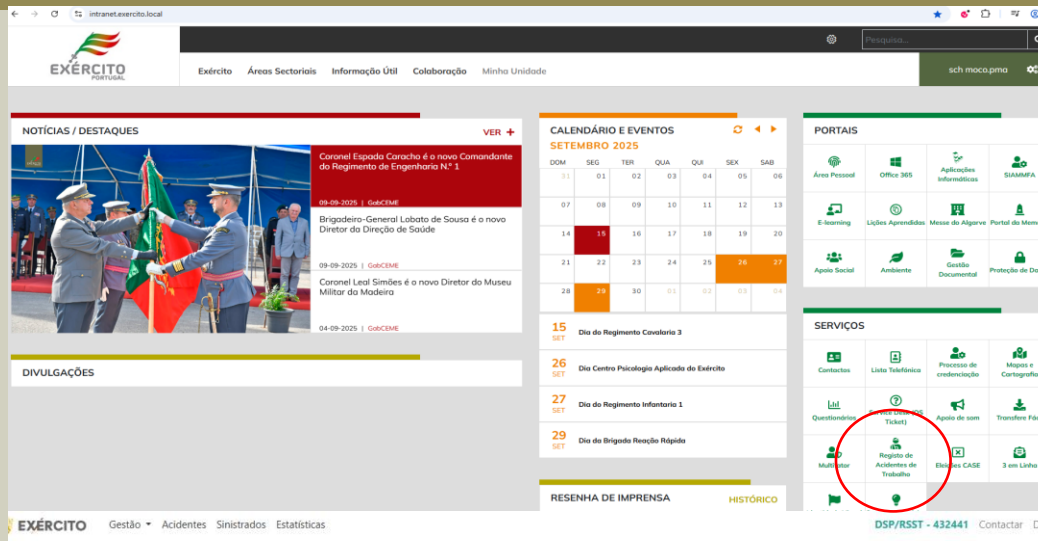 intranet.exercito.local
EXÉRCITO
PORTUGAL
Pesquisa...
Exército Áreas Sectoriais Informação Útil Colaboração Minha Unidade
sch moco.pma
NOTÍCIAS / DESTAQUES VER +
Coronel Espada Caracho é o novo Comandante
do Regimento de Engenharia N.º 1
09-09-2025 | GabCEME
Brigadeiro-General Lobato de Sousa é o novo
Diretor da Direção de Saúde
09-09-2025 | GabCEME
Coronel Leal Simões é o novo Diretor do Museu
Militar da Madeira
04-09-2025 | GabCEME
DIVULGAÇÕES
CALENDÁRIO E EVENTOS
SETEMBRO 2025
DOM SEG TER QUA QUI SEX SAB
31 01 02 03 04 05 06
07 08 09 10 11 12 13
14 15 16 17 18 19 20
21 22 23 24 25 26 27
28 29 30 01 02 03 04
15
SET
Dia do Regimento Cavalaria 3
26
SET
Dia Centro Psicologia Aplicada do Exército
27
SET
Dia do Regimento Infantaria 1
29
SET
Dia da Brigada Reação Rápida
RESENHA DE IMPRENSA HISTÓRICO
PORTAIS
Área Pessoal
Office 365
Aplicações
Informáticas
SIAMMFA
E-learning
Lições Aprendidas
Messe do Algarve
Portal do Mem
Apoio Social
Ambiente
Gestão
Documental
Proteção de Da
SERVIÇOS
Contactos
Lista Telefónica
Processo de
credenciação
Mapas e
Cartografia
Questionários
Ticket)
Apoio de som
Transfere Fác
Registo de
Acidentes de
Trabalho
Eleições CASE
3 em Linha
EXÉRCITO Gestão Acidentes Sinistrados Estatísticas DSP/RSST - 432441 Contactar D